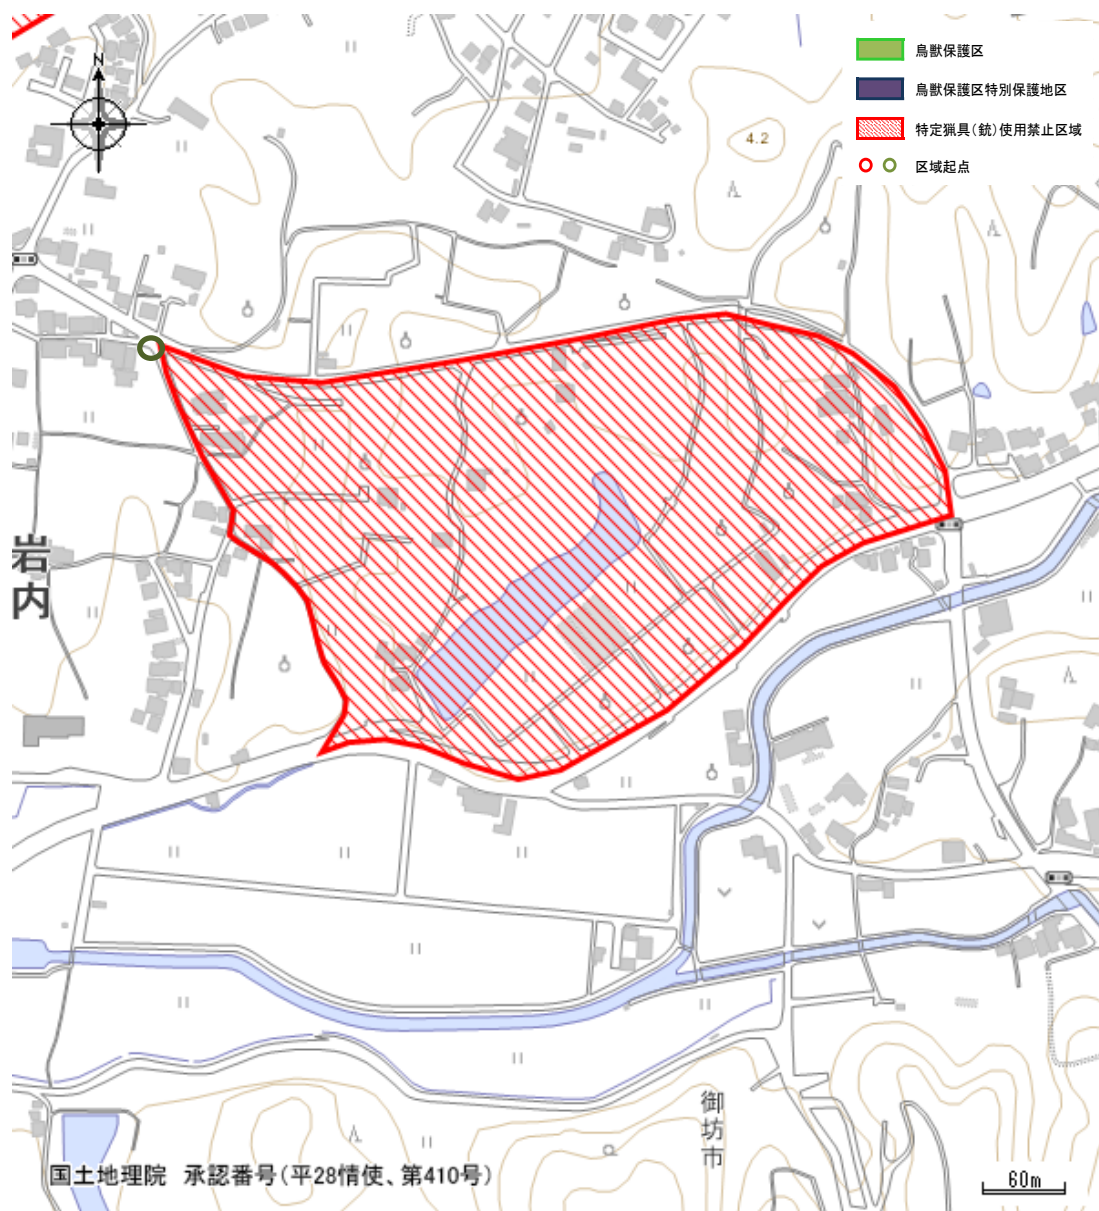 N
鳥獣保護区
鳥獣保護区特別保護地区
特定猟具(銃)使用禁止区域
区域起点
4.2
岩内
御坊市
国土地理院 承認番号(平28情使、第410号)
60m